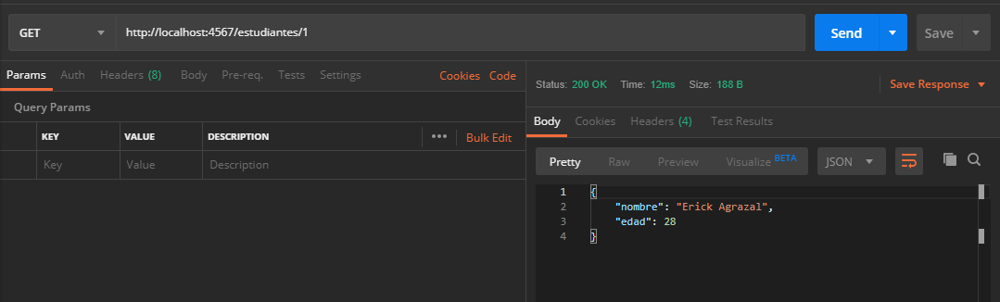 GET http://localhost:4567/estudiantes/1 Send Save
Params Auth Headers (8) Body Pre-req. Tests Settings Cookies Code
Query Params
KEY VALUE DESCRIPTION ••• Bulk Edit
Key Value Description
Status: 200 OK Time: 12ms Size: 188 B Save Response
Body Cookies Headers (4) Test Results
Pretty Raw Preview Visualize BETA JSON
1 {
2 "nombre": "Erick Agrazal",
3 "edad": 28
4 }